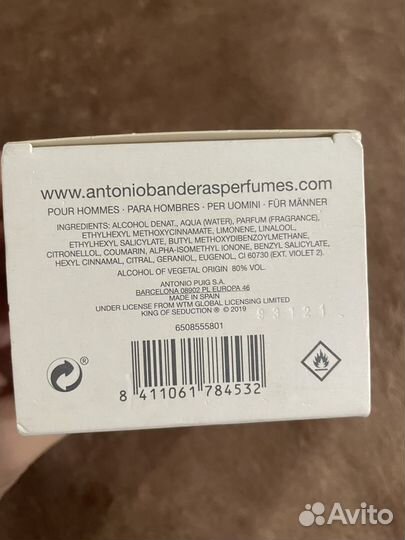 www.antoniobanderasperfumes.com
POUR HOMMES · PARA HOMBRES · PER UOMINI · FÜR MÄNNER
INGREDIENTS: ALCOHOL DENAT., AQUA (WATER), PARFUM (FRAGRANCE),
ETHYLHEXYL METHOXYCINNAMATE, LIMONENE, LINALOOL,
ETHYLHEXYL SALICYLATE, BUTYL METHOXYDIBENZOYLMETHANE,
CITRONELLOL, COUMARIN, ALPHA-ISOMETHYL IONONE, BENZYL SALICYLATE,
HEXYL CINNAMAL, CITRAL, GERANIOL, EUGENOL, CI 60730 (EXT. VIOLET 2).
ALCOHOL OF VEGETAL ORIGIN 80% VOL.
ANTONIO PUIG S.A.
BARCELONA 08902 PL EUROPA 46
MADE IN SPAIN
UNDER LICENSE FROM WTM GLOBAL LICENSING LIMITED
KING OF SEDUCTION ® © 2019
93121
6508555801
8 411061 784532
Avito